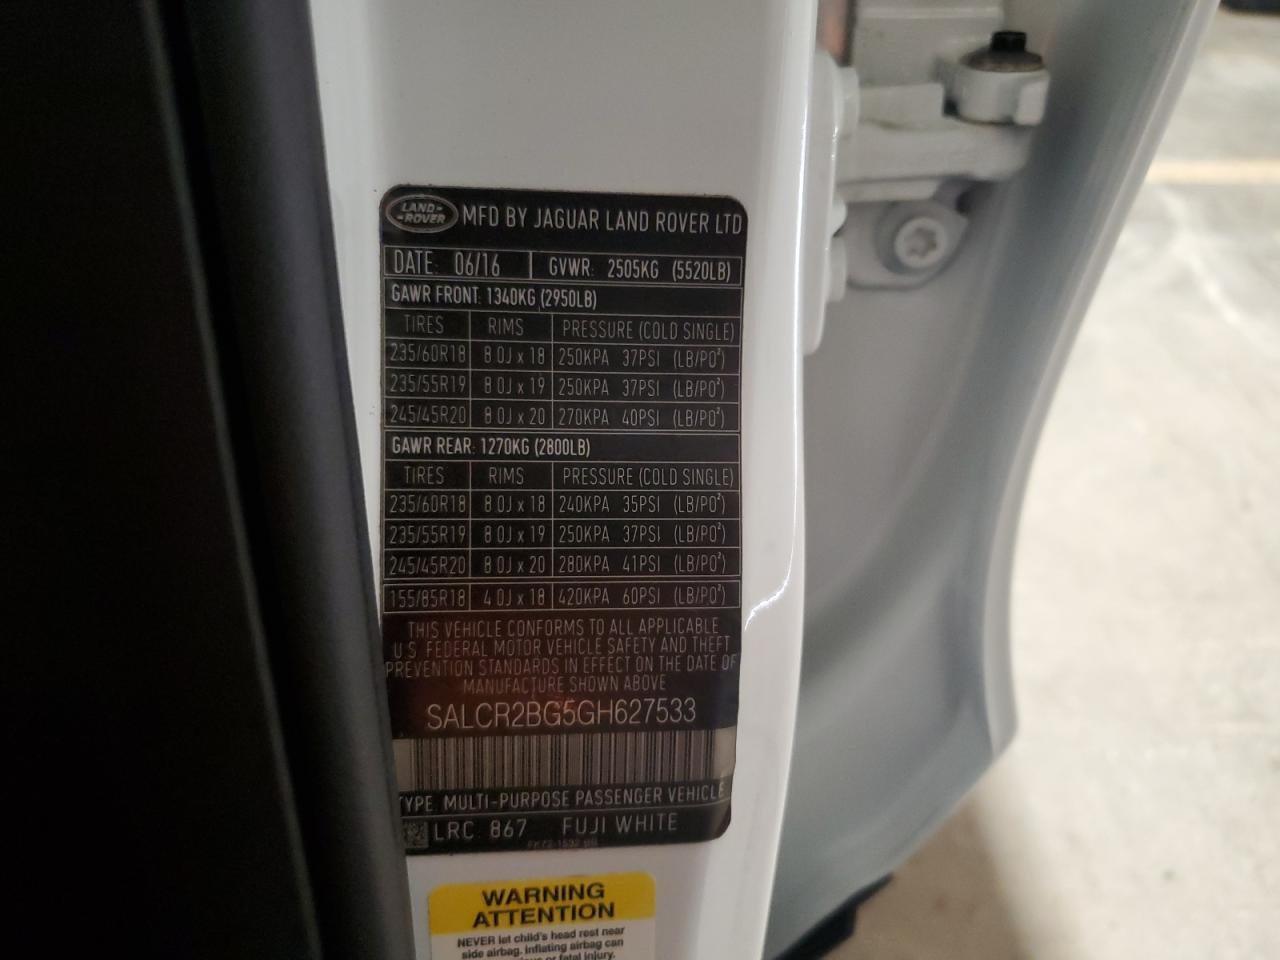 LAND-
-ROVER
MFD BY JAGUAR LAND ROVER LTD
DATE: 06/16 GVWR: 2505KG (5520LB)
GAWR FRONT: 1340KG (2950LB)
TIRES RIMS PRESSURE (COLD SINGLE)
235/60R18 8 0J x 18 250KPA 37PSI (LB/PO²)
235/55R19 8 0J x 19 250KPA 37PSI (LB/PO²)
245/45R20 8 0J x 20 270KPA 40PSI (LB/PO²)
GAWR REAR: 1270KG (2800LB)
TIRES RIMS PRESSURE (COLD SINGLE)
235/60R18 8 0J x 18 240KPA 35PSI (LB/PO²)
235/55R19 8 0J x 19 250KPA 37PSI (LB/PO²)
245/45R20 8 0J x 20 280KPA 41PSI (LB/PO²)
155/85R18 4 0J x 18 420KPA 60PSI (LB/PO²)
THIS VEHICLE CONFORMS TO ALL APPLICABLE
U S FEDERAL MOTOR VEHICLE SAFETY AND THEFT
PREVENTION STANDARDS IN EFFECT ON THE DATE OF
MANUFACTURE SHOWN ABOVE
SALCR2BG5GH627533
TYPE: MULTI-PURPOSE PASSENGER VEHICLE
LRC 867 FUJI WHITE
WARNING
ATTENTION
NEVER let child's head rest near
side airbag. Inflating airbag can
or fatal injury.